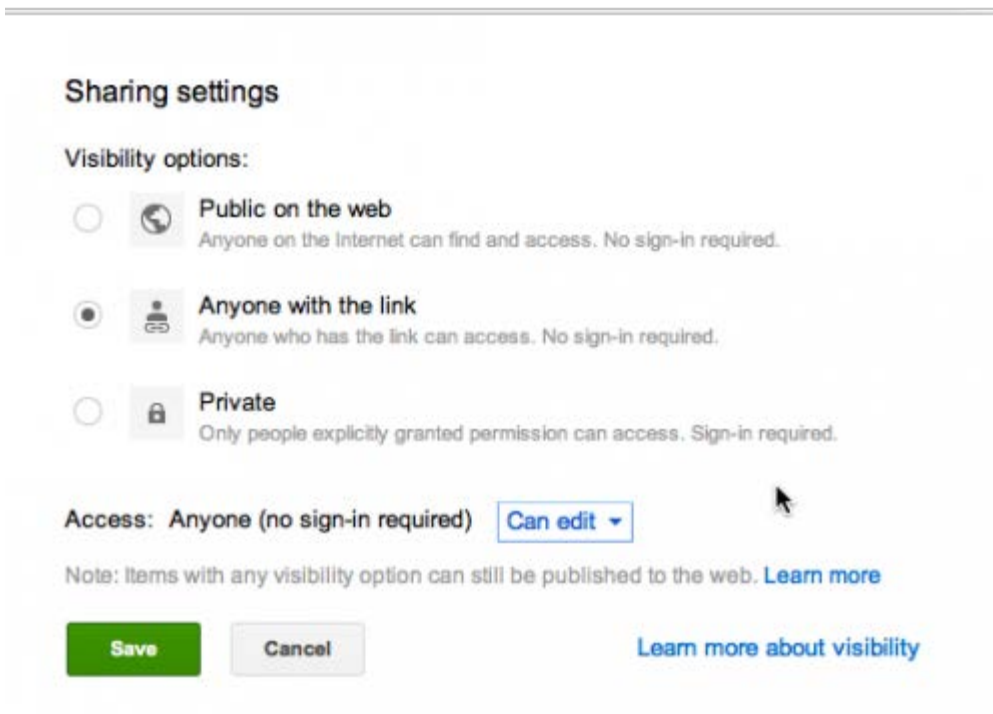 Sharing settings
Visibility options:
Public on the web
Anyone on the Internet can find and access. No sign-in required.
Anyone with the link
Anyone who has the link can access. No sign-in required.
Private
Only people explicitly granted permission can access. Sign-in required.
Access: Anyone (no sign-in required) Can edit
Note: Items with any visibility option can still be published to the web. Learn more
Save Cancel Learn more about visibility